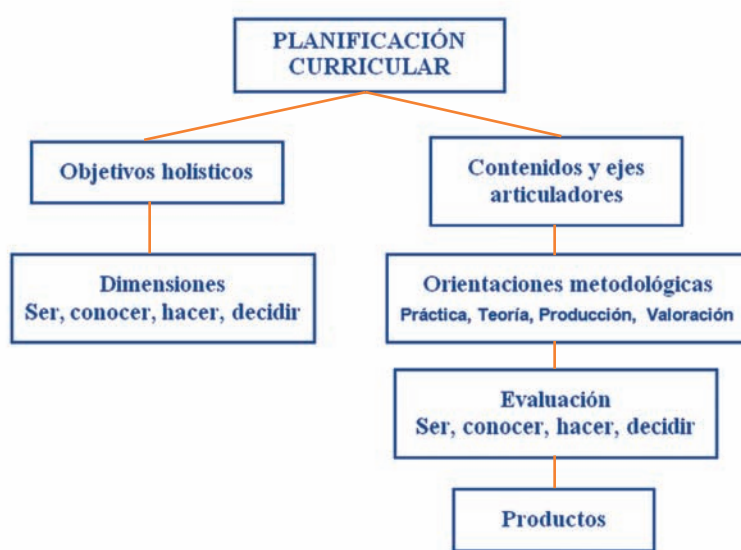 PLANIFICACIÓN
CURRICULAR
Objetivos holísticos
Contenidos y ejes
articuladores
Dimensiones
Ser, conocer, hacer, decidir
Orientaciones metodológicas
Práctica, Teoría, Producción, Valoración
Evaluación
Ser, conocer, hacer, decidir
Productos